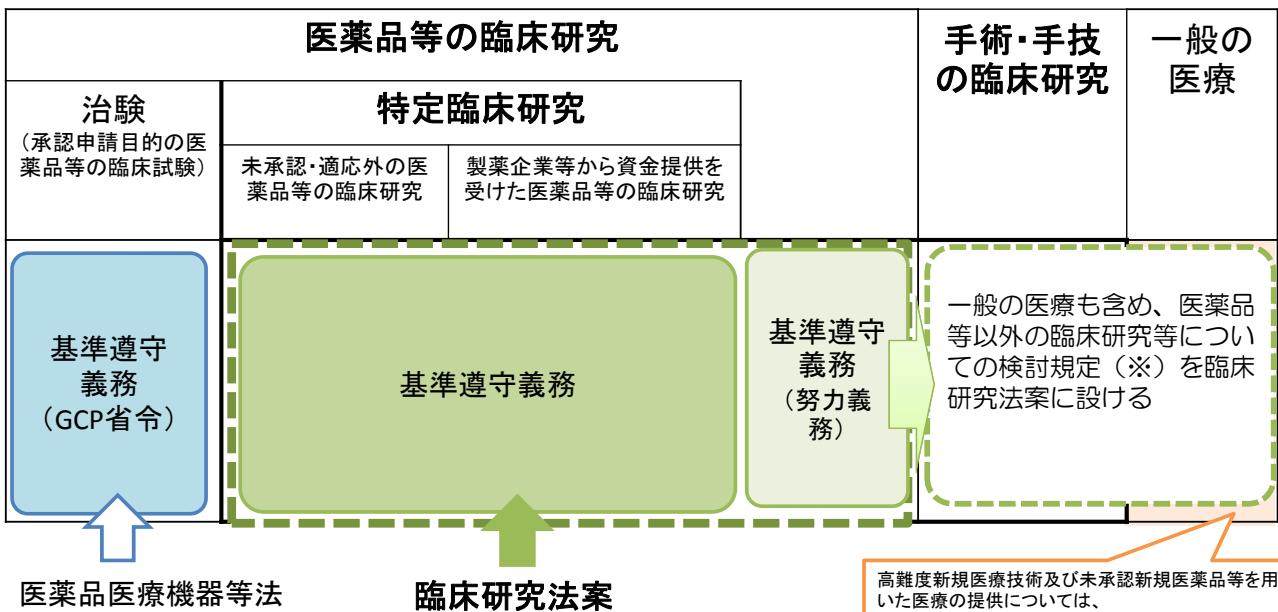 医薬品等の臨床研究
手術・手技
の臨床研究
一般の
医療
治験
（承認申請目的の医
薬品等の臨床試験）
特定臨床研究
未承認・適応外の医
薬品等の臨床研究
製薬企業等から資金提供を
受けた医薬品等の臨床研究
基準遵守
義務
（GCP省令）
基準遵守義務
基準遵守
義務
（努力義
務）
一般の医療も含め、医薬品
等以外の臨床研究等につい
ての検討規定（※）を臨床
研究法案に設ける
医薬品医療機器等法
臨床研究法案
高難度新規医療技術及び未承認新規医薬品等を用
いた医療の提供については、